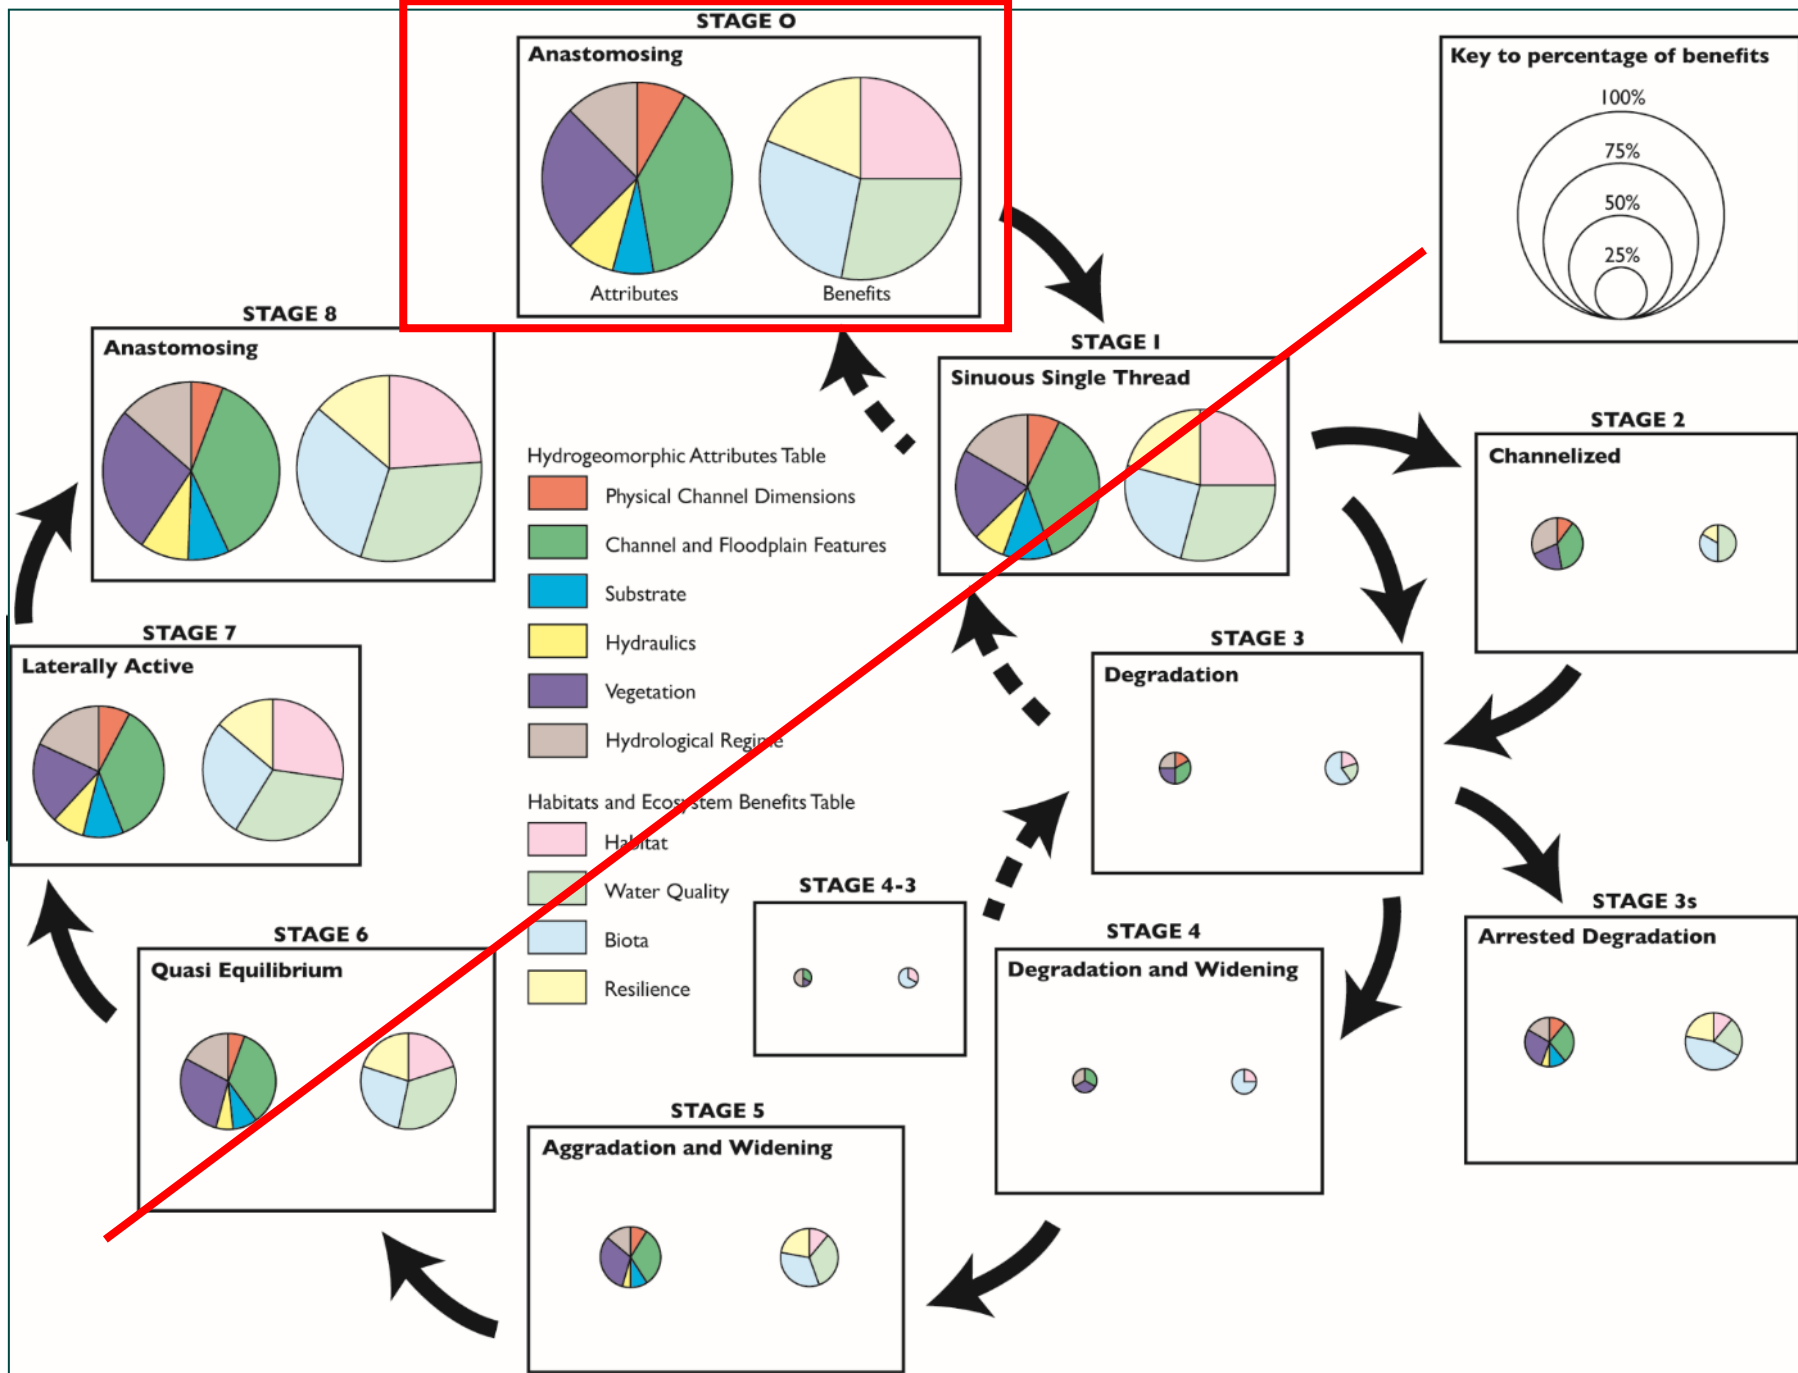 STAGE O
Anastomosing
Attributes
Benefits
Key to percentage of benefits
100%
75%
50%
25%
STAGE 8
Anastomosing
STAGE I
Sinuous Single Thread
STAGE 2
Channelized
Hydrogeomorphic Attributes Table
Physical Channel Dimensions
Channel and Floodplain Features
Substrate
Hydraulics
Vegetation
Hydrological Regime
Habitats and Ecosystem Benefits Table
Habitat
Water Quality
Biota
Resilience
STAGE 7
Laterally Active
STAGE 3
Degradation
STAGE 4-3
STAGE 3s
Arrested Degradation
STAGE 6
Quasi Equilibrium
STAGE 4
Degradation and Widening
STAGE 5
Aggradation and Widening